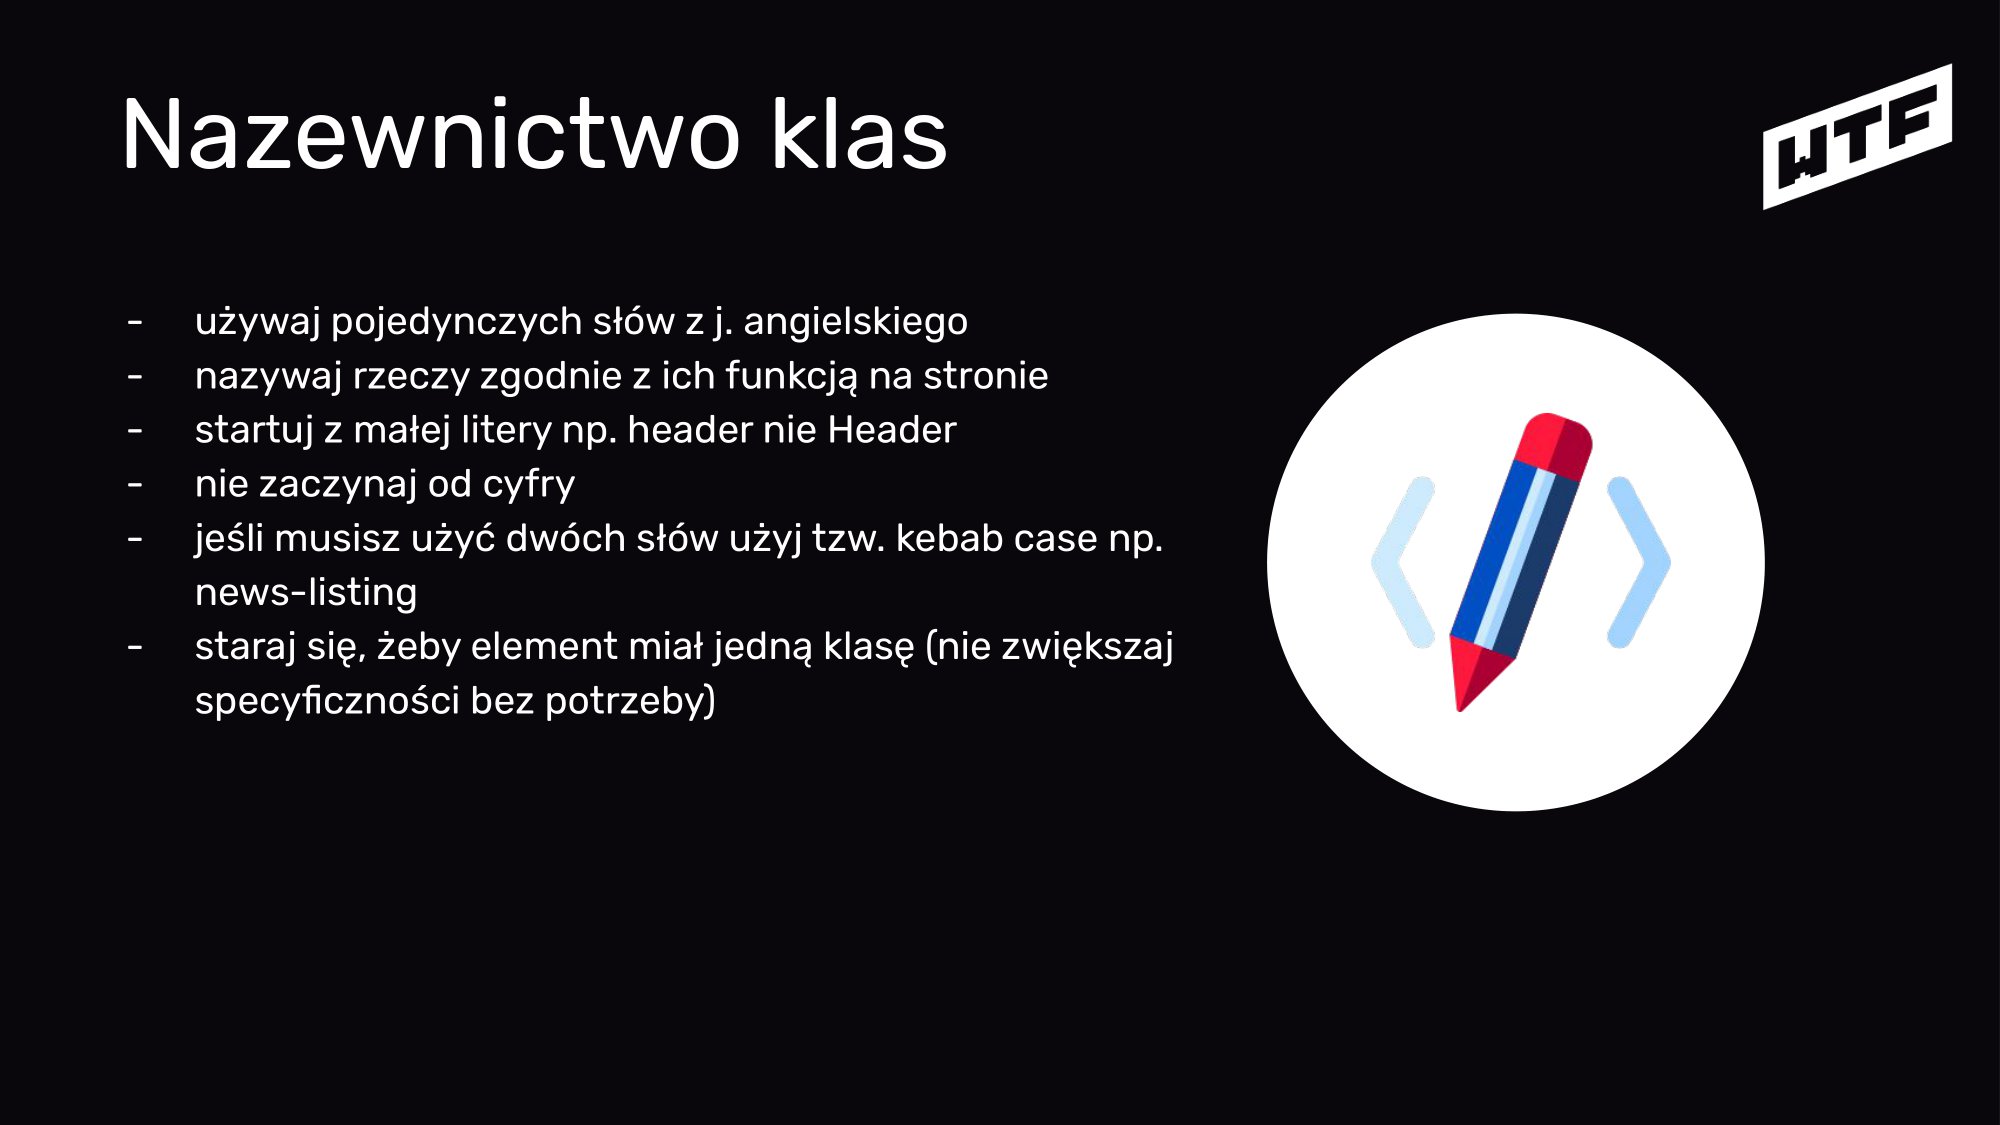 Nazewnictwo klas
WTF
- używaj pojedynczych słów z j. angielskiego
- nazywaj rzeczy zgodnie z ich funkcją na stronie
- startuj z małej litery np. header nie Header
- nie zaczynaj od cyfry
- jeśli musisz użyć dwóch słów użyj tzw. kebab case np.
news-listing
- staraj się, żeby element miał jedną klasę (nie zwiększaj
specyficzności bez potrzeby)